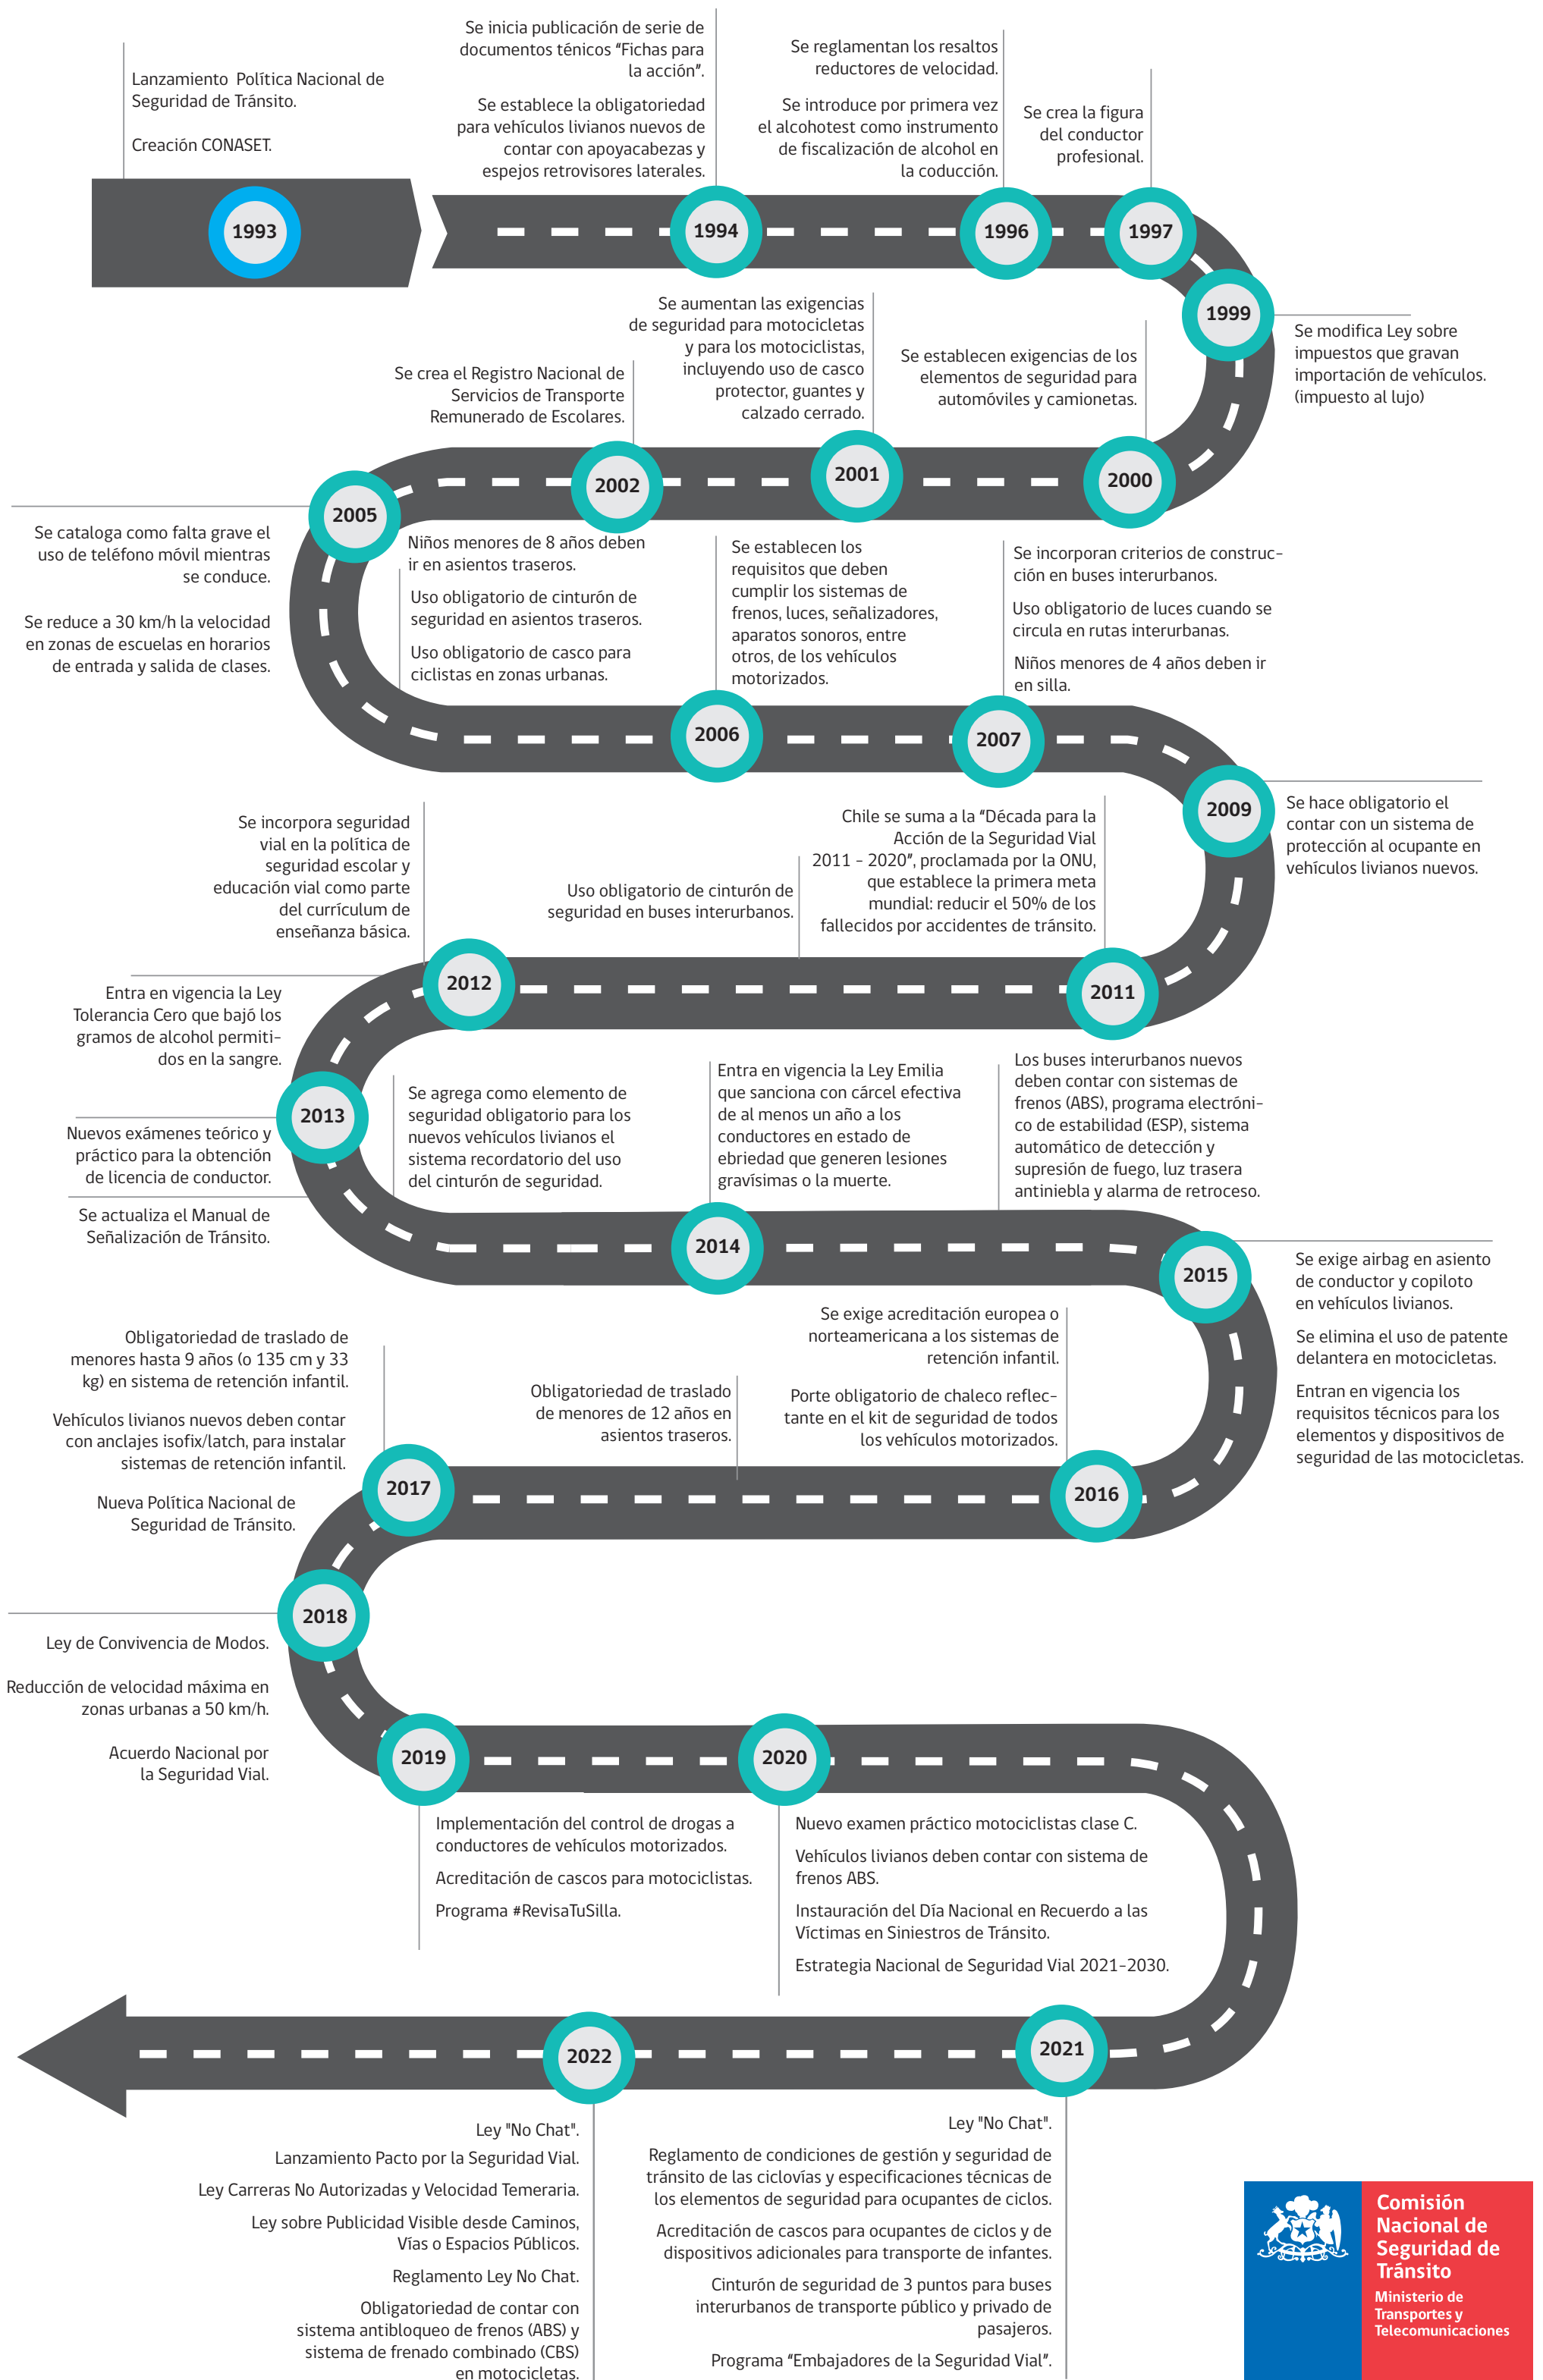 Lanzamiento Política Nacional de
Seguridad de Tránsito.
Creación CONASET.
1993
Se inicia publicación de serie de
documentos ténicos “Fichas para
la acción”.
Se establece la obligatoriedad
para vehículos livianos nuevos de
contar con apoyacabezas y
espejos retrovisores laterales.
1994
Se reglamentan los resaltos
reductores de velocidad.
Se introduce por primera vez
el alcohotest como instrumento
de fiscalización de alcohol en
la coducción.
1996
Se crea la figura
del conductor
profesional.
1997
1999
Se modifica Ley sobre
impuestos que gravan
importación de vehículos.
(impuesto al lujo)
Se establecen exigencias de los
elementos de seguridad para
automóviles y camionetas.
2000
Se aumentan las exigencias
de seguridad para motocicletas
y para los motociclistas,
incluyendo uso de casco
protector, guantes y
calzado cerrado.
2001
Se crea el Registro Nacional de
Servicios de Transporte
Remunerado de Escolares.
2002
2005
Se cataloga como falta grave el
uso de teléfono móvil mientras
se conduce.
Se reduce a 30 km/h la velocidad
en zonas de escuelas en horarios
de entrada y salida de clases.
Niños menores de 8 años deben
ir en asientos traseros.
Uso obligatorio de cinturón de
seguridad en asientos traseros.
Uso obligatorio de casco para
ciclistas en zonas urbanas.
Se establecen los
requisitos que deben
cumplir los sistemas de
frenos, luces, señalizadores,
aparatos sonoros, entre
otros, de los vehículos
motorizados.
2006
Se incorporan criterios de construc-
ción en buses interurbanos.
Uso obligatorio de luces cuando se
circula en rutas interurbanas.
Niños menores de 4 años deben ir
en silla.
2007
2009
Se hace obligatorio el
contar con un sistema de
protección al ocupante en
vehículos livianos nuevos.
Chile se suma a la “Década para la
Acción de la Seguridad Vial
2011 - 2020”, proclamada por la ONU,
que establece la primera meta
mundial: reducir el 50% de los
fallecidos por accidentes de tránsito.
2011
Uso obligatorio de cinturón de
seguridad en buses interurbanos.
Se incorpora seguridad
vial en la política de
seguridad escolar y
educación vial como parte
del currículum de
enseñanza básica.
2012
Entra en vigencia la Ley
Tolerancia Cero que bajó los
gramos de alcohol permiti-
dos en la sangre.
2013
Nuevos exámenes teórico y
práctico para la obtención
de licencia de conductor.
Se actualiza el Manual de
Señalización de Tránsito.
Se agrega como elemento de
seguridad obligatorio para los
nuevos vehículos livianos el
sistema recordatorio del uso
del cinturón de seguridad.
Entra en vigencia la Ley Emilia
que sanciona con cárcel efectiva
de al menos un año a los
conductores en estado de
ebriedad que generen lesiones
gravísimas o la muerte.
2014
Los buses interurbanos nuevos
deben contar con sistemas de
frenos (ABS), programa electróni-
co de estabilidad (ESP), sistema
automático de detección y
supresión de fuego, luz trasera
antiniebla y alarma de retroceso.
2015
Se exige airbag en asiento
de conductor y copiloto
en vehículos livianos.
Se elimina el uso de patente
delantera en motocicletas.
Entran en vigencia los
requisitos técnicos para los
elementos y dispositivos de
seguridad de las motocicletas.
Se exige acreditación europea o
norteamericana a los sistemas de
retención infantil.
Porte obligatorio de chaleco reflec-
tante en el kit de seguridad de todos
los vehículos motorizados.
2016
Obligatoriedad de traslado
de menores de 12 años en
asientos traseros.
Obligatoriedad de traslado de
menores hasta 9 años (o 135 cm y 33
kg) en sistema de retención infantil.
Vehículos livianos nuevos deben contar
con anclajes isofix/latch, para instalar
sistemas de retención infantil.
Nueva Política Nacional de
Seguridad de Tránsito.
2017
2018
Ley de Convivencia de Modos.
Reducción de velocidad máxima en
zonas urbanas a 50 km/h.
Acuerdo Nacional por
la Seguridad Vial.
2019
Implementación del control de drogas a
conductores de vehículos motorizados.
Acreditación de cascos para motociclistas.
Programa #RevisaTuSilla.
2020
Nuevo examen práctico motociclistas clase C.
Vehículos livianos deben contar con sistema de
frenos ABS.
Instauración del Día Nacional en Recuerdo a las
Víctimas en Siniestros de Tránsito.
Estrategia Nacional de Seguridad Vial 2021-2030.
2021
Ley "No Chat".
Reglamento de condiciones de gestión y seguridad de
tránsito de las ciclovías y especificaciones técnicas de
los elementos de seguridad para ocupantes de ciclos.
Acreditación de cascos para ocupantes de ciclos y de
dispositivos adicionales para transporte de infantes.
Cinturón de seguridad de 3 puntos para buses
interurbanos de transporte público y privado de
pasajeros.
Programa “Embajadores de la Seguridad Vial”.
2022
Ley "No Chat".
Lanzamiento Pacto por la Seguridad Vial.
Ley Carreras No Autorizadas y Velocidad Temeraria.
Ley sobre Publicidad Visible desde Caminos,
Vías o Espacios Públicos.
Reglamento Ley No Chat.
Obligatoriedad de contar con
sistema antibloqueo de frenos (ABS) y
sistema de frenado combinado (CBS)
en motocicletas.
Comisión
Nacional de
Seguridad de
Tránsito
Ministerio de
Transportes y
Telecomunicaciones